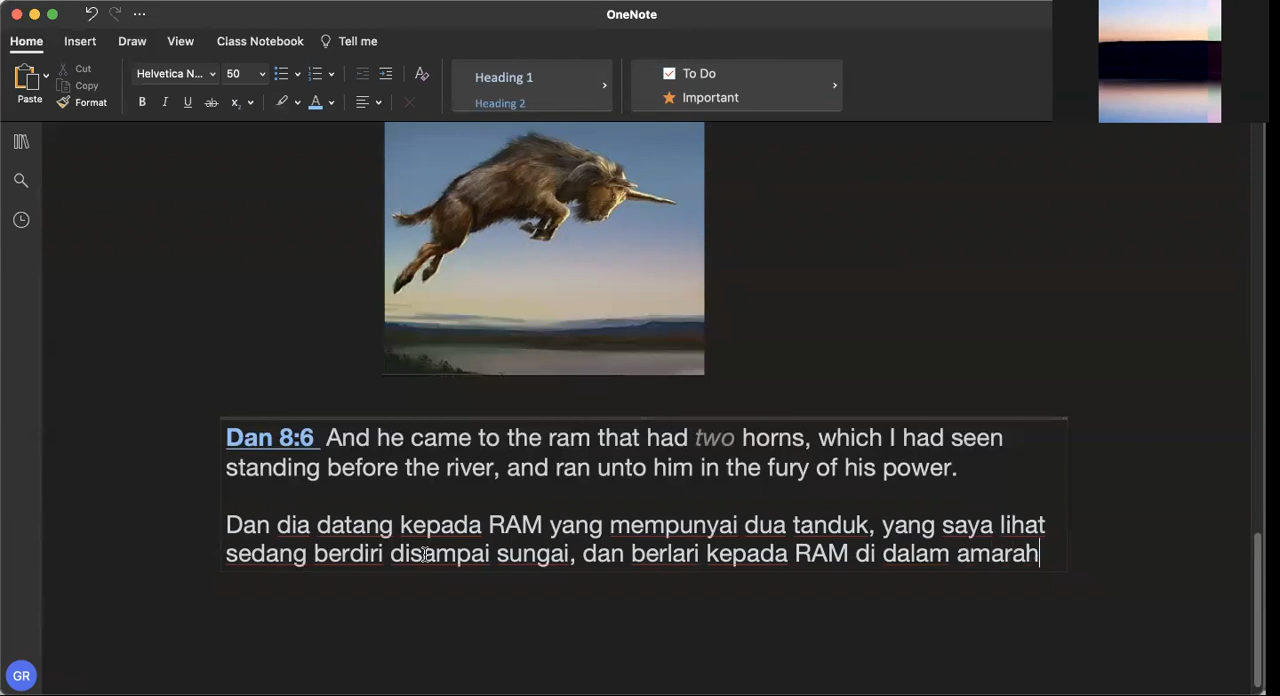 OneNote
Home Insert Draw View Class Notebook Tell me
Paste Cut Copy Format
Helvetica N... 50
Heading 1
Heading 2
To Do
Important
Dan 8:6 And he came to the ram that had two horns, which I had seen
standing before the river, and ran unto him in the fury of his power.
Dan dia datang kepada RAM yang mempunyai dua tanduk, yang saya lihat
sedang berdiri disampai sungai, dan berlari kepada RAM di dalam amarah
GR